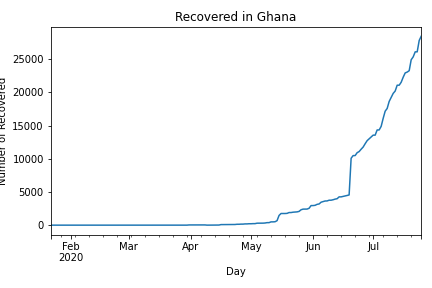 Recovered in Ghana
Number of Recovered
25000
20000
15000
10000
5000
0
Feb
2020
Mar
Apr
May
Jun
Jul
Day